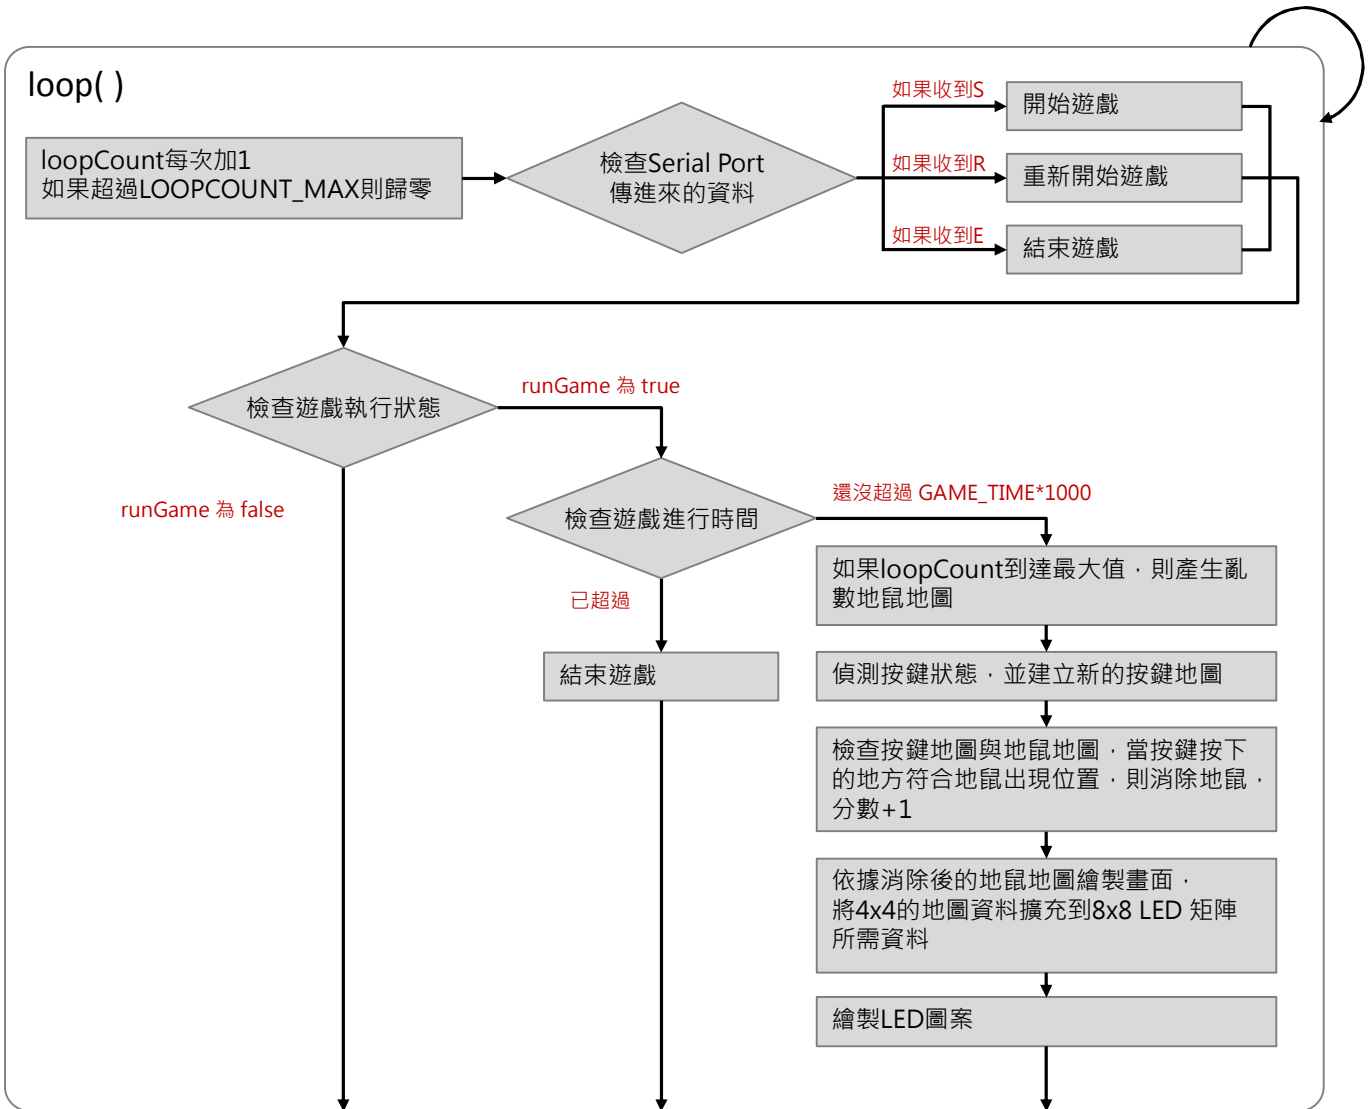 loop( )
loopCount每次加1
如果超過LOOPCOUNT_MAX則歸零
檢查Serial Port
傳進來的資料
如果收到S
開始遊戲
如果收到R
重新開始遊戲
如果收到E
結束遊戲
檢查遊戲執行狀態
runGame 為 true
runGame 為 false
檢查遊戲進行時間
還沒超過 GAME_TIME*1000
已超過
結束遊戲
如果loopCount到達最大值，則產生亂
數地鼠地圖
偵測按鍵狀態，並建立新的按鍵地圖
檢查按鍵地圖與地鼠地圖，當按鍵按下
的地方符合地鼠出現位置，則消除地鼠，
分數+1
依據消除後的地鼠地圖繪製畫面，
將4x4的地圖資料擴充到8x8 LED 矩陣
所需資料
繪製LED圖案